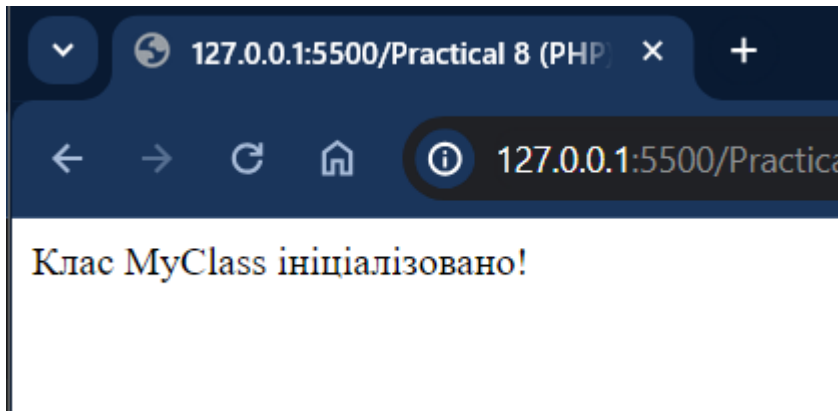 127.0.0.1:5500/Practical 8 (PHP)
127.0.0.1:5500/Practica
Клас MyClass ініціалізовано!